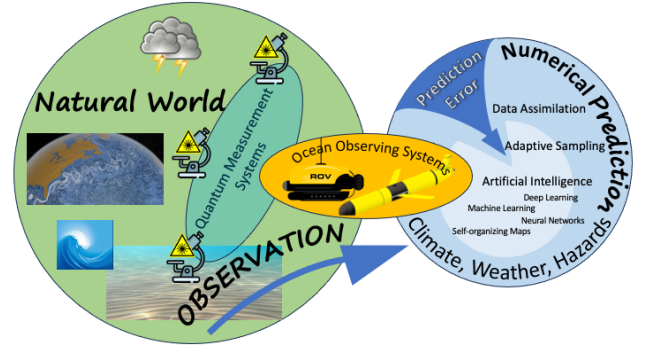 Natural World
Quantum Measurement
Systems
OBSERVATION
Ocean Observing Systems
ROV
Prediction
Error
Numerical Prediction
Data Assimilation
Adaptive Sampling
Artificial Intelligence
Deep Learning
Machine Learning
Neural Networks
Self-organizing Maps
Climate, Weather, Hazards